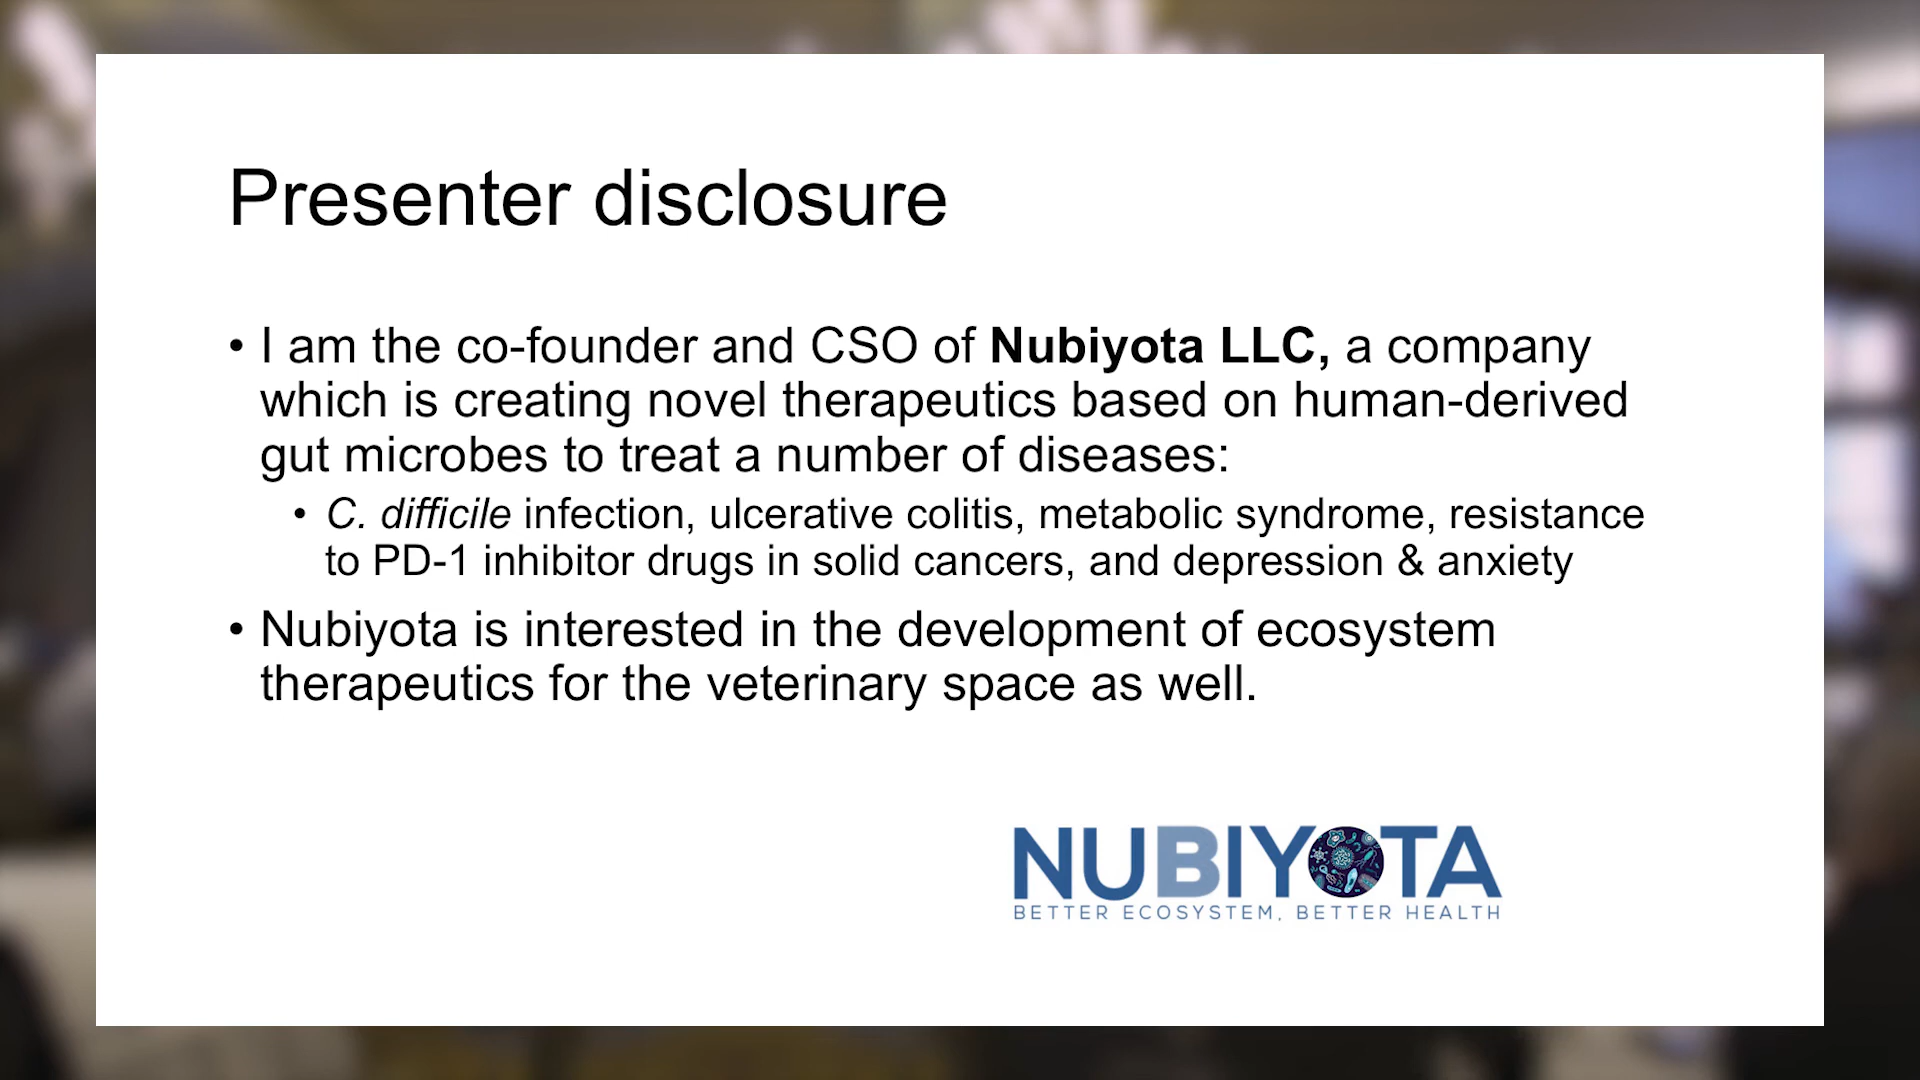 Presenter disclosure
• I am the co-founder and CSO of Nubiyota LLC, a company
which is creating novel therapeutics based on human-derived
gut microbes to treat a number of diseases:
• C. difficile infection, ulcerative colitis, metabolic syndrome, resistance
to PD-1 inhibitor drugs in solid cancers, and depression & anxiety
• Nubiyota is interested in the development of ecosystem
therapeutics for the veterinary space as well.
NUBIYOTA
BETTER ECOSYSTEM, BETTER HEALTH